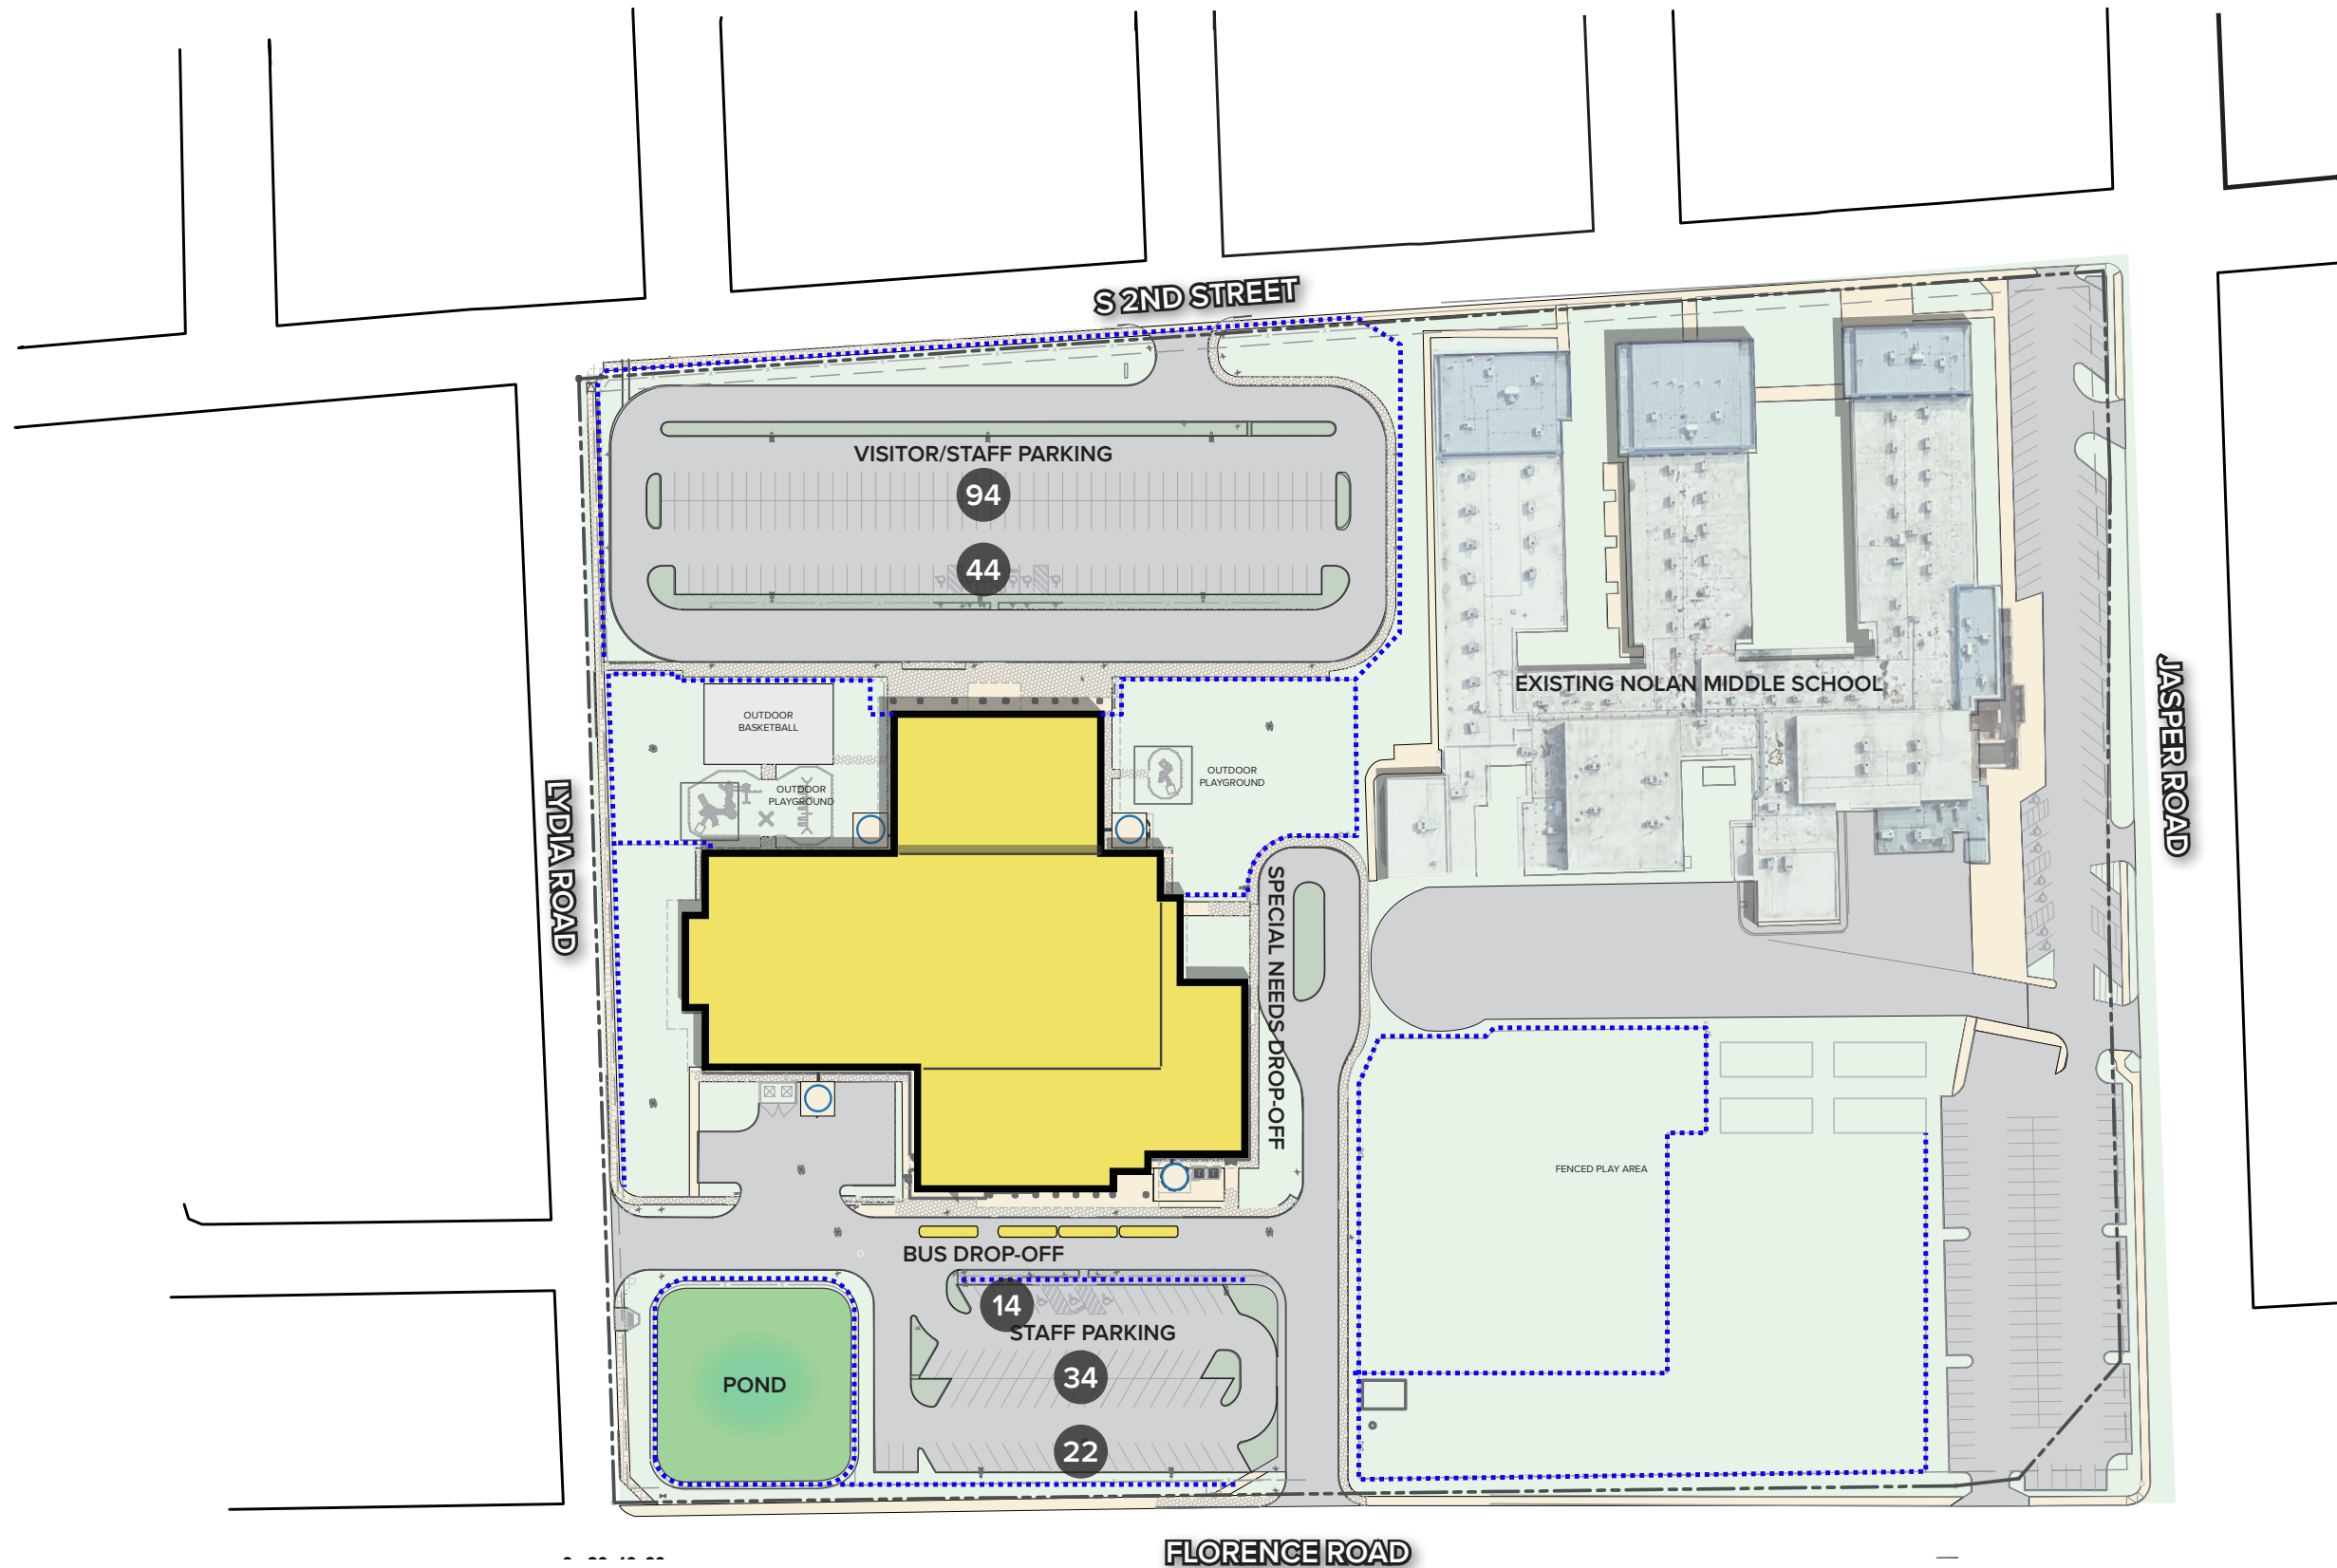 S 2ND STREET
VISITOR/STAFF PARKING
94
44
EXISTING NOLAN MIDDLE SCHOOL
JASPER ROAD
LYDIA ROAD
OUTDOOR
BASKETBALL
OUTDOOR
PLAYGROUND
OUTDOOR
PLAYGROUND
SPECIAL NEEDS DROP-OFF
FENCED PLAY AREA
BUS DROP-OFF
14
STAFF PARKING
34
22
POND
FLORENCE ROAD